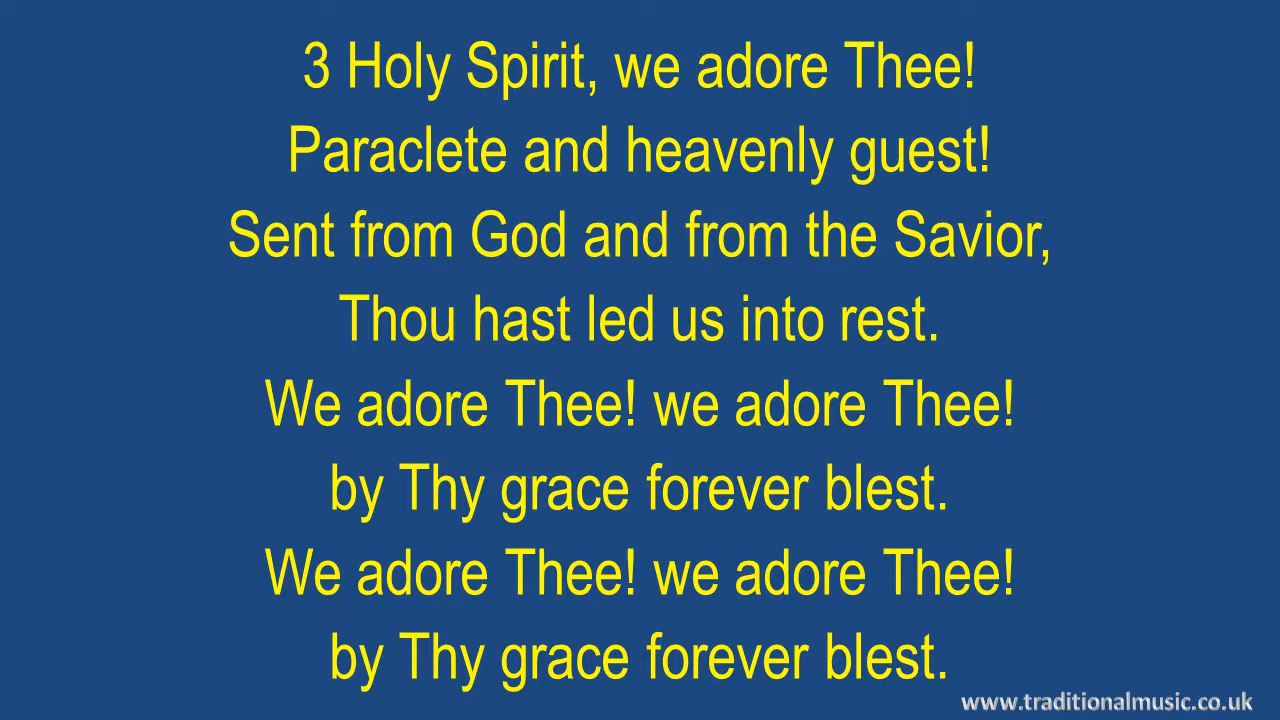 3 Holy Spirit, we adore Thee!
Paraclete and heavenly guest!
Sent from God and from the Savior,
Thou hast led us into rest.
We adore Thee! we adore Thee!
by Thy grace forever blest.
We adore Thee! we adore Thee!
by Thy grace forever blest.
www.traditionalmusic.co.uk